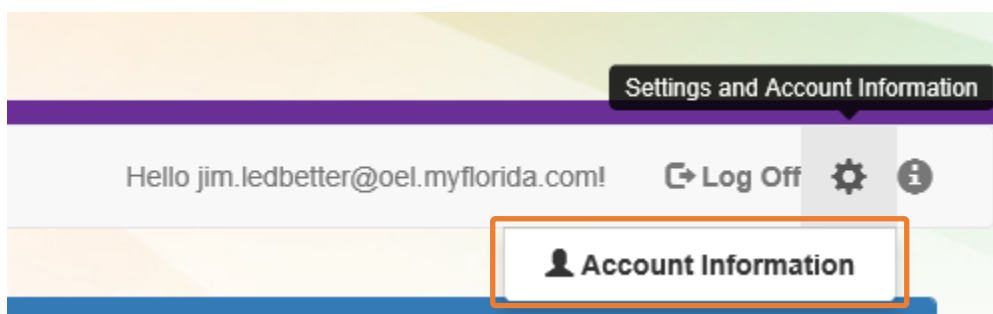 Settings and Account Information
Hello jim.ledbetter@oel.myflorida.com! Log Off
Account Information